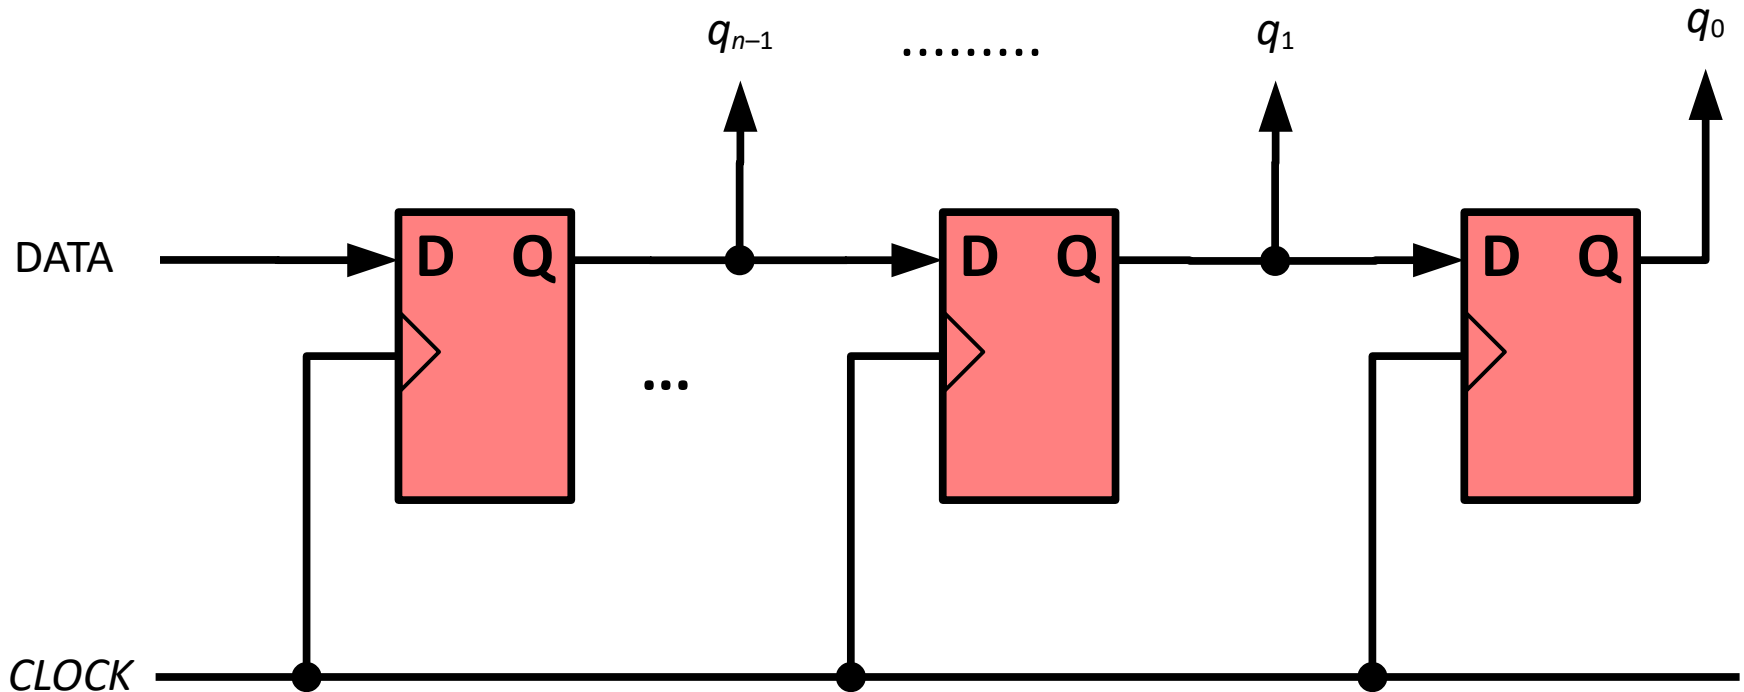 qn–1 ......... q1 q0
DATA D Q D Q D Q
...
CLOCK